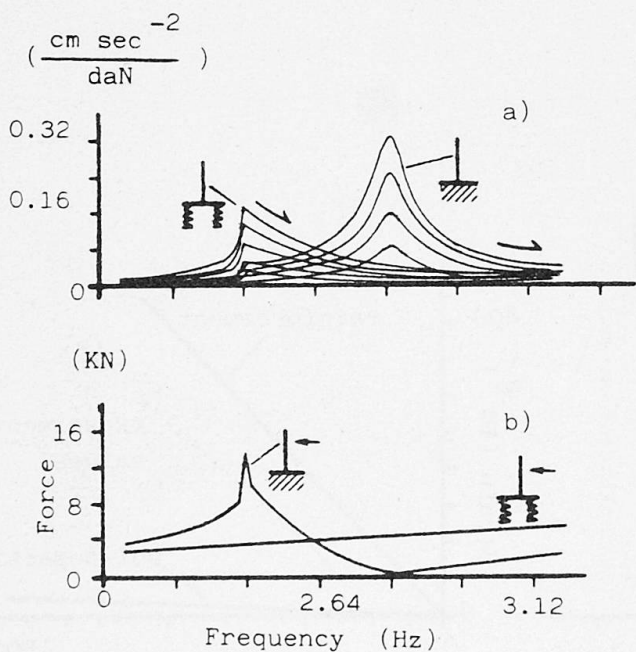 ( cm sec -2 / daN )
a)
0.32
0.16
0
(KN)
b)
16
8
0
Force
0 2.64 3.12
Frequency (Hz)